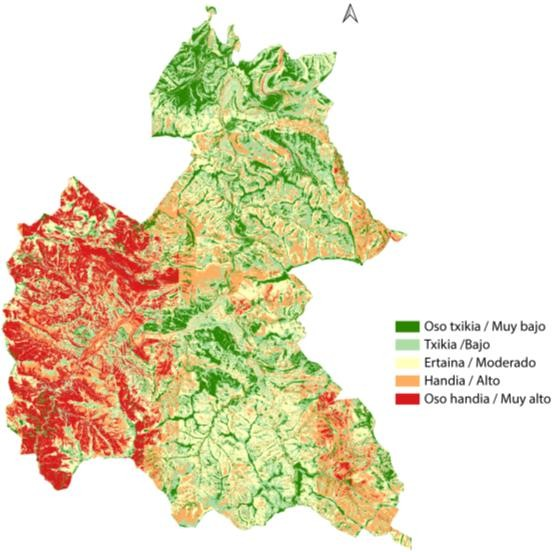 Oso txikia / Muy bajo
Txikia /Bajo
Ertaina / Moderado
Handia / Alto
Oso handia / Muy alto